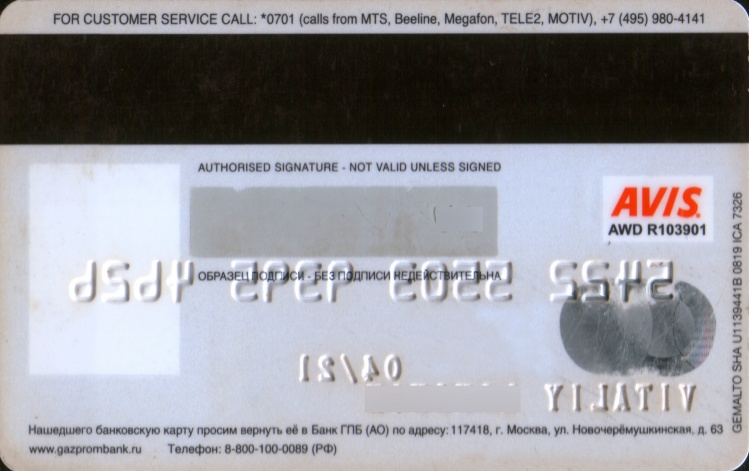 FOR CUSTOMER SERVICE CALL: *0701 (calls from MTS, Beeline, Megafon, TELE2, MOTIV), +7 (495) 980-4141
AUTHORISED SIGNATURE - NOT VALID UNLESS SIGNED
AVIS
AWD R103901
ОБРАЗЕЦ ПОДПИСИ - БЕЗ ПОДПИСИ НЕДЕЙСТВИТЕЛЬНА
04/21
VITALIY
Нашедшего банковскую карту просим вернуть её в Банк ГПБ (АО) по адресу: 117418, г. Москва, ул. Новочерёмушкинская, д. 63
www.gazprombank.ru Телефон: 8-800-100-0089 (РФ)
GEMALTO SHA U1139441B 0819 ICA 7326